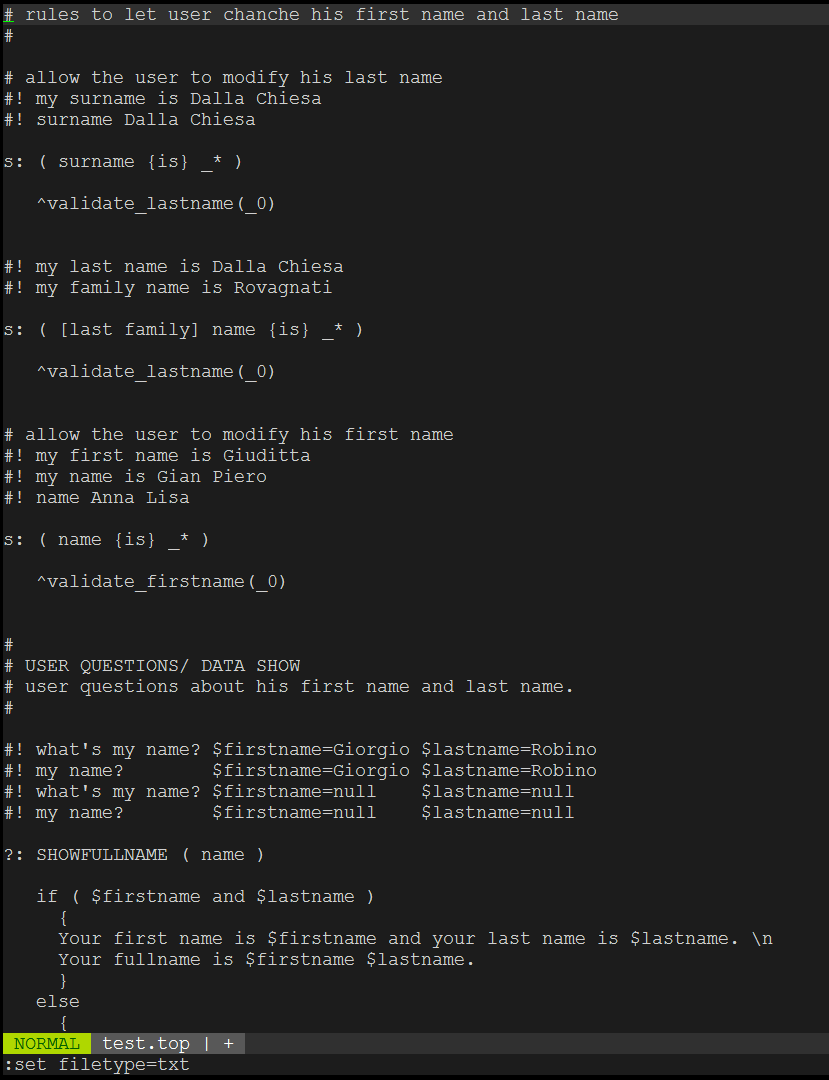 # rules to let user chanche his first name and last name
#
# allow the user to modify his last name
#! my surname is Dalla Chiesa
#! surname Dalla Chiesa
s: ( surname {is} _* )
^validate_lastname(_0)
#! my last name is Dalla Chiesa
#! my family name is Rovagnati
s: ( [last family] name {is} _* )
^validate_lastname(_0)
# allow the user to modify his first name
#! my first name is Giuditta
#! my name is Gian Piero
#! name Anna Lisa
s: ( name {is} _* )
^validate_firstname(_0)
#
# USER QUESTIONS/ DATA SHOW
# user questions about his first name and last name.
#
#! what's my name? $firstname=Giorgio $lastname=Robino
#! my name?        $firstname=Giorgio $lastname=Robino
#! what's my name? $firstname=null    $lastname=null
#! my name?        $firstname=null    $lastname=null
?: SHOWFULLNAME ( name )
if ( $firstname and $lastname )
{
Your first name is $firstname and your last name is $lastname. \n
Your fullname is $firstname $lastname.
}
else
{
NORMAL test.top | +
:set filetype=txt